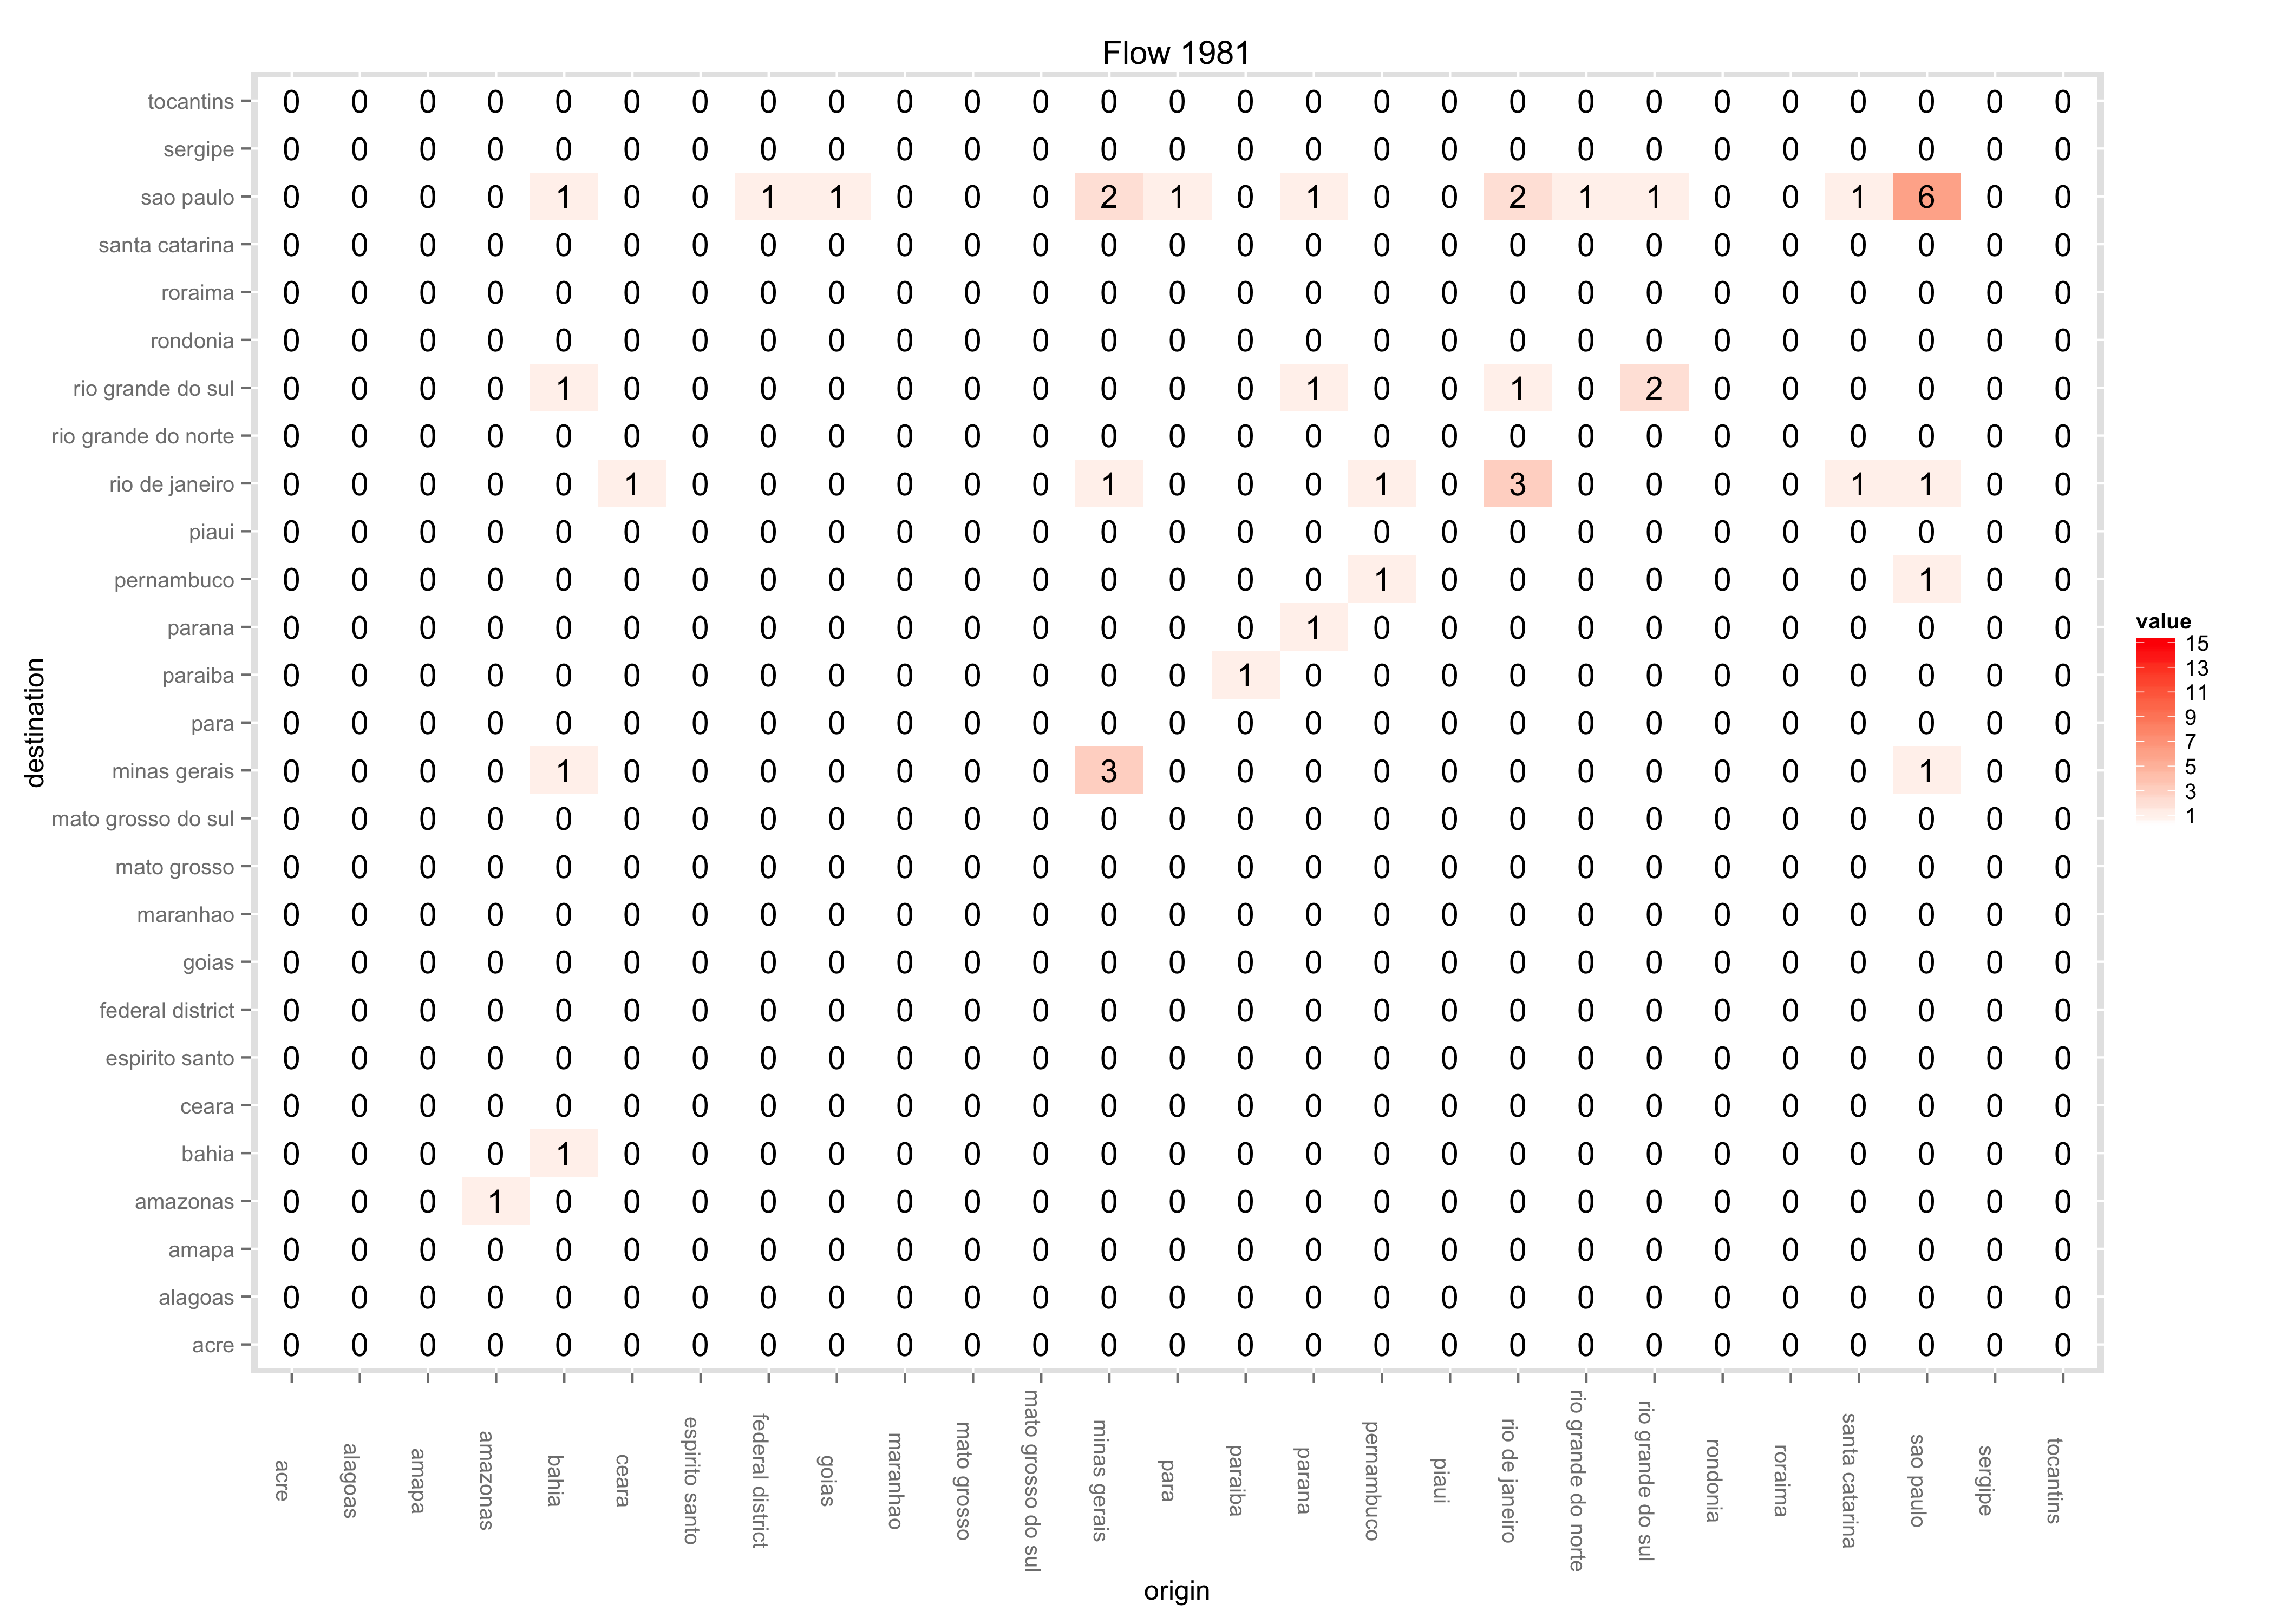 Flow 1981
tocantins 0 0 0 0 0 0 0 0 0 0 0 0 0 0 0 0 0 0 0 0 0 0 0 0 0 0 0
sergipe 0 0 0 0 0 0 0 0 0 0 0 0 0 0 0 0 0 0 0 0 0 0 0 0 0 0 0
sao paulo 0 0 0 0 1 0 0 1 1 0 0 0 2 1 0 1 0 0 2 1 1 0 0 1 6 0 0
santa catarina 0 0 0 0 0 0 0 0 0 0 0 0 0 0 0 0 0 0 0 0 0 0 0 0 0 0 0
roraima 0 0 0 0 0 0 0 0 0 0 0 0 0 0 0 0 0 0 0 0 0 0 0 0 0 0 0
rondonia 0 0 0 0 0 0 0 0 0 0 0 0 0 0 0 0 0 0 0 0 0 0 0 0 0 0 0
rio grande do sul 0 0 0 0 1 0 0 0 0 0 0 0 0 0 0 1 0 0 1 0 2 0 0 0 0 0 0
rio grande do norte 0 0 0 0 0 0 0 0 0 0 0 0 0 0 0 0 0 0 0 0 0 0 0 0 0 0 0
rio de janeiro 0 0 0 0 0 1 0 0 0 0 0 0 1 0 0 0 1 0 3 0 0 0 0 1 1 0 0
piaui 0 0 0 0 0 0 0 0 0 0 0 0 0 0 0 0 0 0 0 0 0 0 0 0 0 0 0
pernambuco 0 0 0 0 0 0 0 0 0 0 0 0 0 0 0 0 1 0 0 0 0 0 0 0 1 0 0
parana 0 0 0 0 0 0 0 0 0 0 0 0 0 0 0 1 0 0 0 0 0 0 0 0 0 0 0
paraiba 0 0 0 0 0 0 0 0 0 0 0 0 0 0 1 0 0 0 0 0 0 0 0 0 0 0 0
para 0 0 0 0 0 0 0 0 0 0 0 0 0 0 0 0 0 0 0 0 0 0 0 0 0 0 0
minas gerais 0 0 0 0 1 0 0 0 0 0 0 0 3 0 0 0 0 0 0 0 0 0 0 0 1 0 0
mato grosso do sul 0 0 0 0 0 0 0 0 0 0 0 0 0 0 0 0 0 0 0 0 0 0 0 0 0 0 0
mato grosso 0 0 0 0 0 0 0 0 0 0 0 0 0 0 0 0 0 0 0 0 0 0 0 0 0 0 0
maranhao 0 0 0 0 0 0 0 0 0 0 0 0 0 0 0 0 0 0 0 0 0 0 0 0 0 0 0
goias 0 0 0 0 0 0 0 0 0 0 0 0 0 0 0 0 0 0 0 0 0 0 0 0 0 0 0
federal district 0 0 0 0 0 0 0 0 0 0 0 0 0 0 0 0 0 0 0 0 0 0 0 0 0 0 0
espirito santo 0 0 0 0 0 0 0 0 0 0 0 0 0 0 0 0 0 0 0 0 0 0 0 0 0 0 0
ceara 0 0 0 0 0 0 0 0 0 0 0 0 0 0 0 0 0 0 0 0 0 0 0 0 0 0 0
bahia 0 0 0 0 1 0 0 0 0 0 0 0 0 0 0 0 0 0 0 0 0 0 0 0 0 0 0
amazonas 0 0 0 1 0 0 0 0 0 0 0 0 0 0 0 0 0 0 0 0 0 0 0 0 0 0 0
amapa 0 0 0 0 0 0 0 0 0 0 0 0 0 0 0 0 0 0 0 0 0 0 0 0 0 0 0
alagoas 0 0 0 0 0 0 0 0 0 0 0 0 0 0 0 0 0 0 0 0 0 0 0 0 0 0 0
acre 0 0 0 0 0 0 0 0 0 0 0 0 0 0 0 0 0 0 0 0 0 0 0 0 0 0 0
destination
acre
alagoas
amapa
amazonas
bahia
ceara
espirito santo
federal district
goias
maranhao
mato grosso
mato grosso do sul
minas gerais
para
paraiba
parana
pernambuco
piaui
rio de janeiro
rio grande do norte
rio grande do sul
rondonia
roraima
santa catarina
sao paulo
sergipe
tocantins
origin
value
15
13
11
9
7
5
3
1